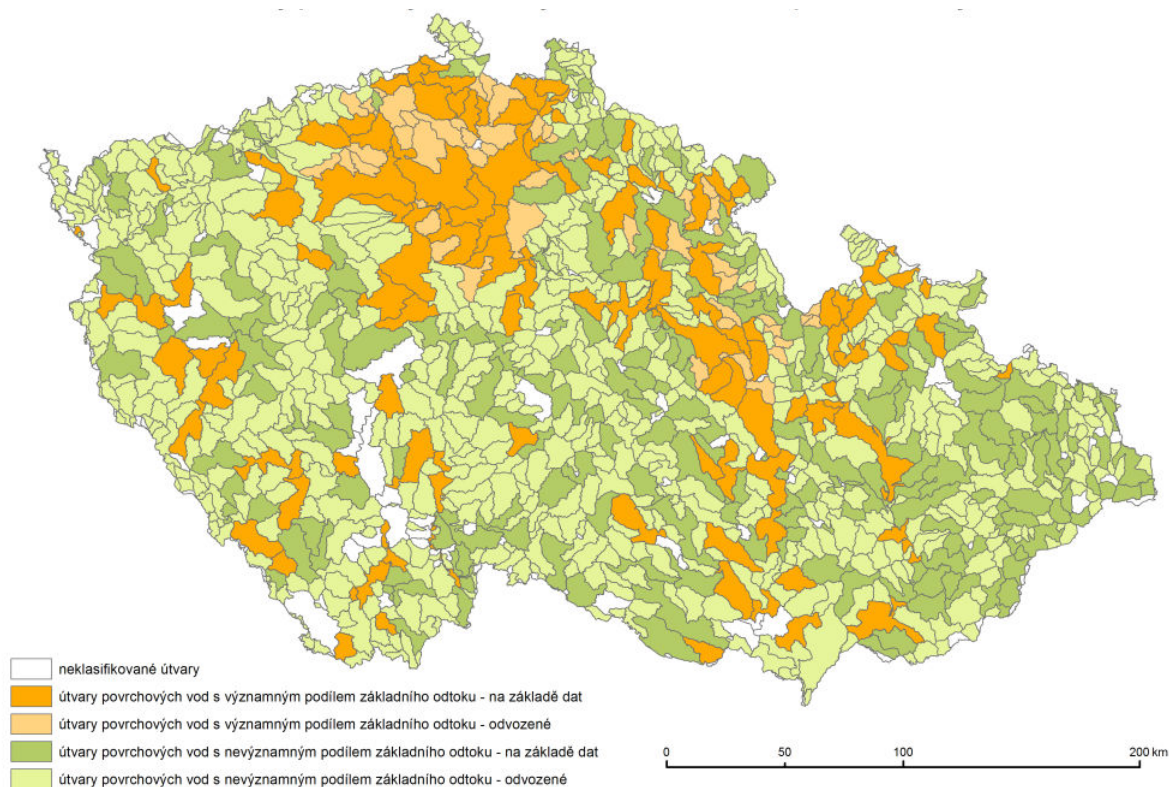 neklasifikované útvary
útvary povrchových vod s významným podílem základního odtoku - na základě dat
útvary povrchových vod s významným podílem základního odtoku - odvozené
útvary povrchových vod s nevýznamným podílem základního odtoku - na základě dat
útvary povrchových vod s nevýznamným podílem základního odtoku - odvozené
0 50 100 200 km